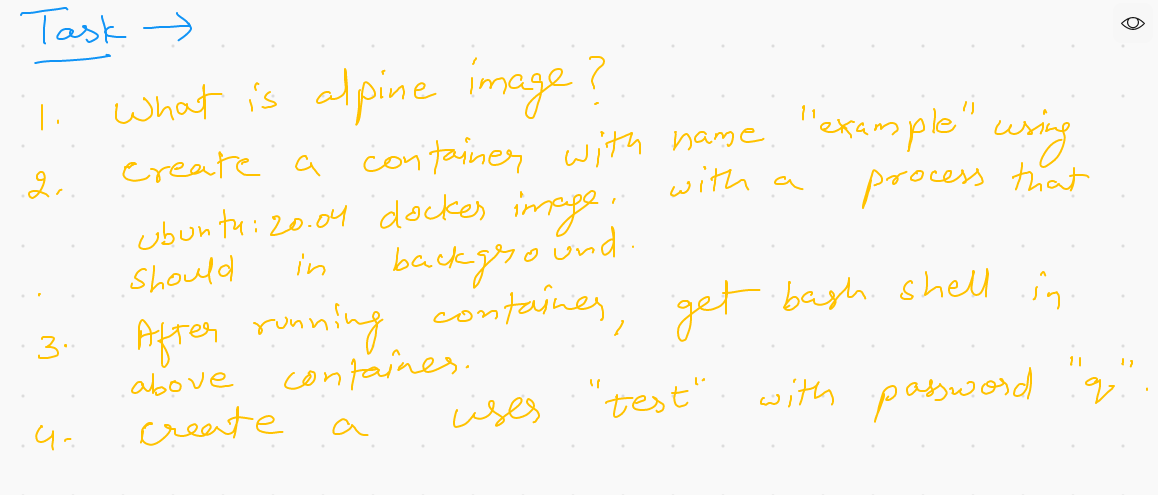 Task →
1. What is alpine image?
2. create a container with name "example" using
ubuntu:20.04 docker image. with a process that
should in background.
3. After running container, get bash shell in
above container.
4. create a user "test" with password "q".